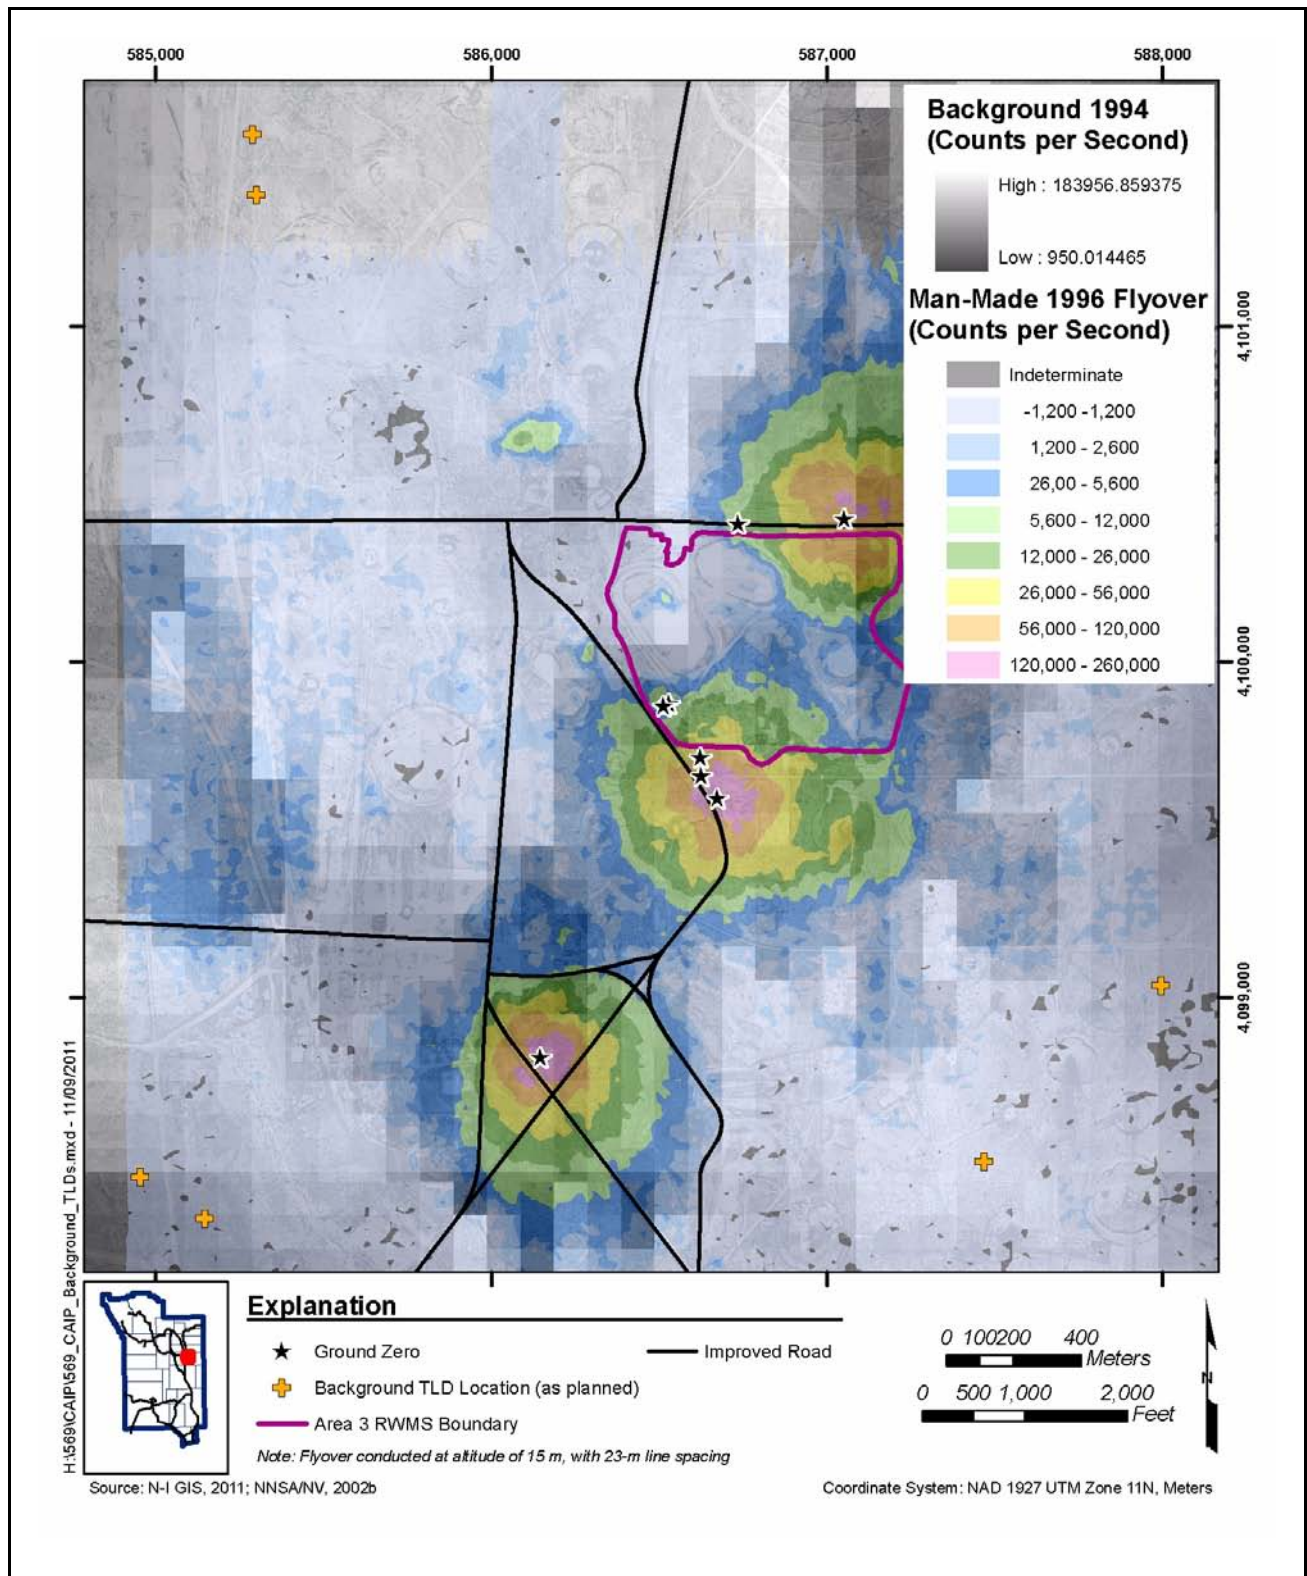 585,000 586,000 587,000 588,000
Background 1994
(Counts per Second)
High : 183956.859375
Low : 950.014465
Man-Made 1996 Flyover
(Counts per Second)
Indeterminate
-1,200 -1,200
1,200 - 2,600
26,00 - 5,600
5,600 - 12,000
12,000 - 26,000
26,000 - 56,000
56,000 - 120,000
120,000 - 260,000
4,101,000
4,100,000
4,099,000
H:\569\CAIP\569_CAIP_Background_TLDs.mxd - 11/09/2011
Explanation
Ground Zero
Improved Road
Background TLD Location (as planned)
Area 3 RWMS Boundary
Note: Flyover conducted at altitude of 15 m, with 23-m line spacing
0 100200 400
Meters
0 500 1,000 2,000
Feet
N
Source: N-I GIS, 2011; NNSA/NV, 2002b
Coordinate System: NAD 1927 UTM Zone 11N, Meters